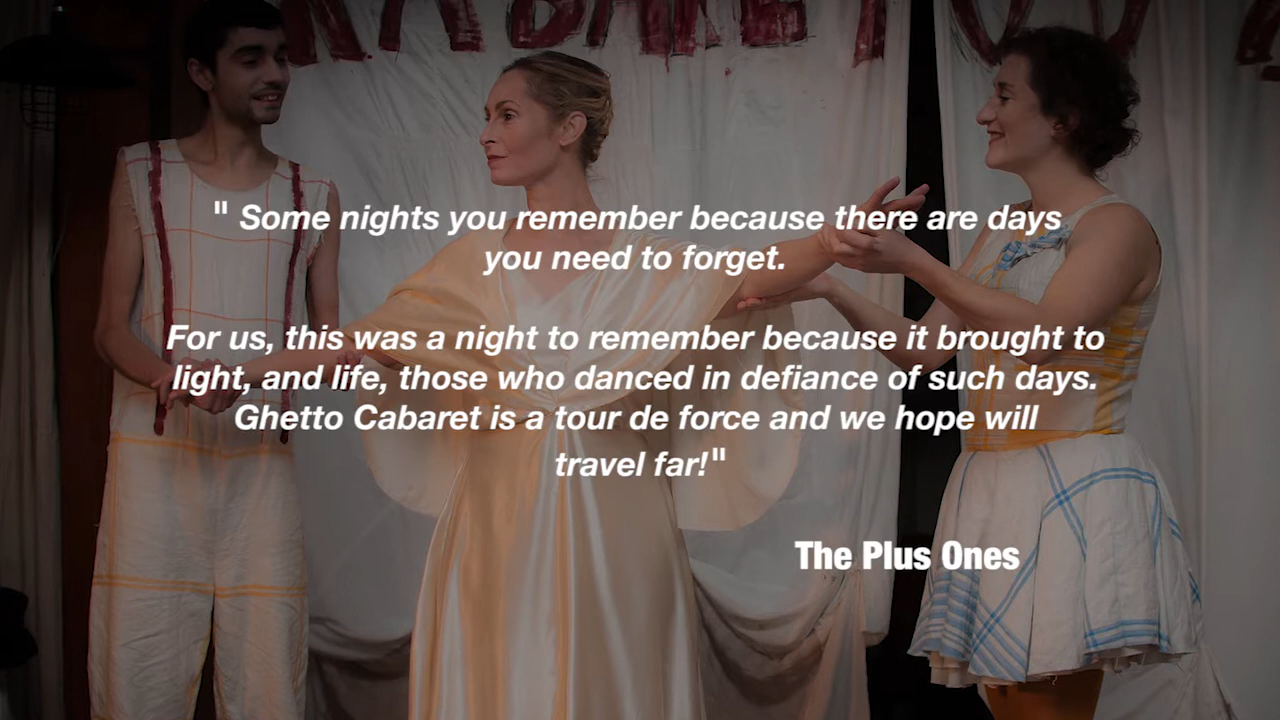 " Some nights you remember because there are days
you need to forget.
For us, this was a night to remember because it brought to
light, and life, those who danced in defiance of such days.
Ghetto Cabaret is a tour de force and we hope will
travel far!"
The Plus Ones